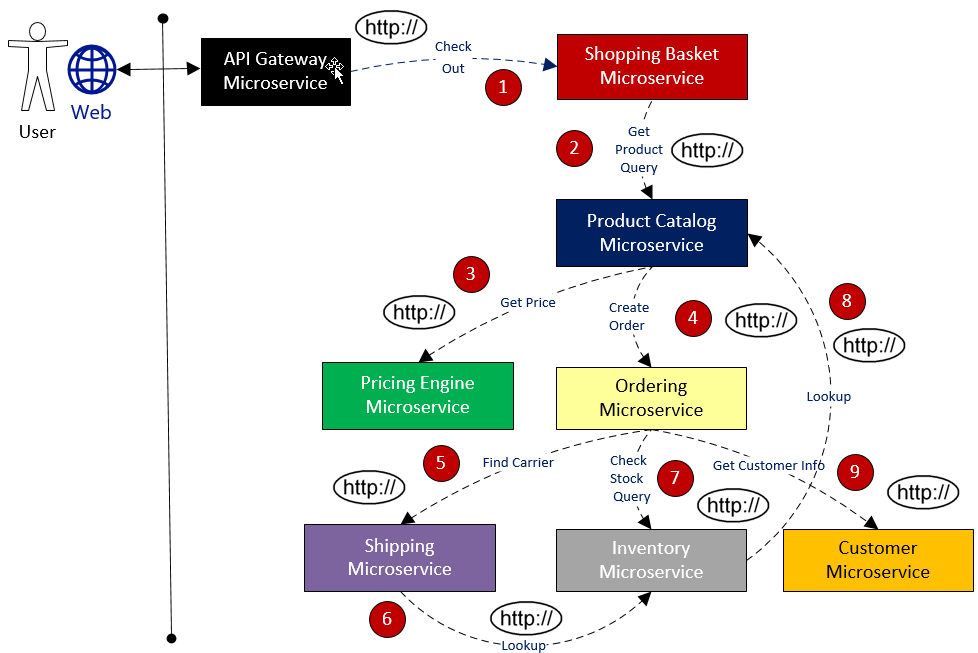 http://
API Gateway
Microservice
Check
Out
1
Shopping Basket
Microservice
User
Web
2
Get
Product
Query
http://
Product Catalog
Microservice
3
Get Price
http://
Create
Order
4
http://
8
http://
Pricing Engine
Microservice
Ordering
Microservice
Lookup
5
Find Carrier
http://
Check
Stock
Query
7
http://
Get Customer Info
9
http://
Shipping
Microservice
Inventory
Microservice
Customer
Microservice
6
http://
Lookup